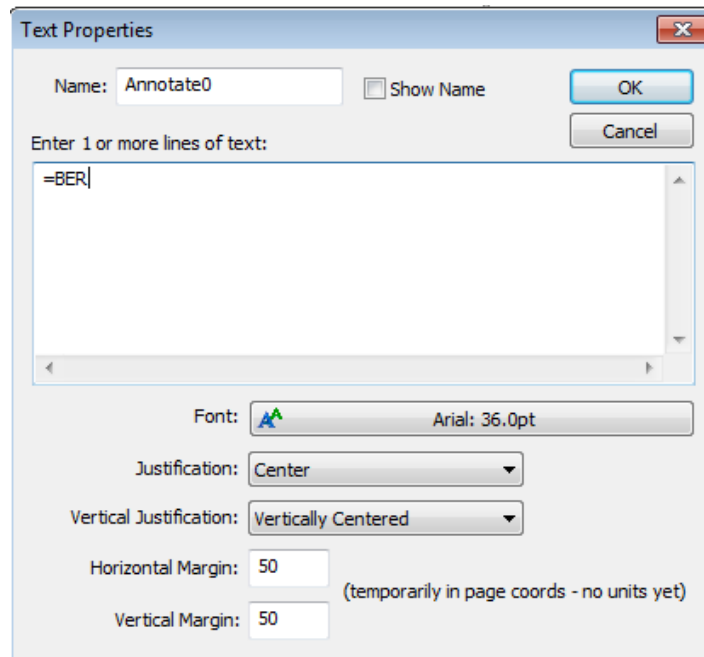 Text Properties
Name: Annotate0 Show Name OK
Cancel
Enter 1 or more lines of text:
=BER
Font: AA Arial: 36.0pt
Justification: Center
Vertical Justification: Vertically Centered
Horizontal Margin: 50
(temporarily in page coords - no units yet)
Vertical Margin: 50